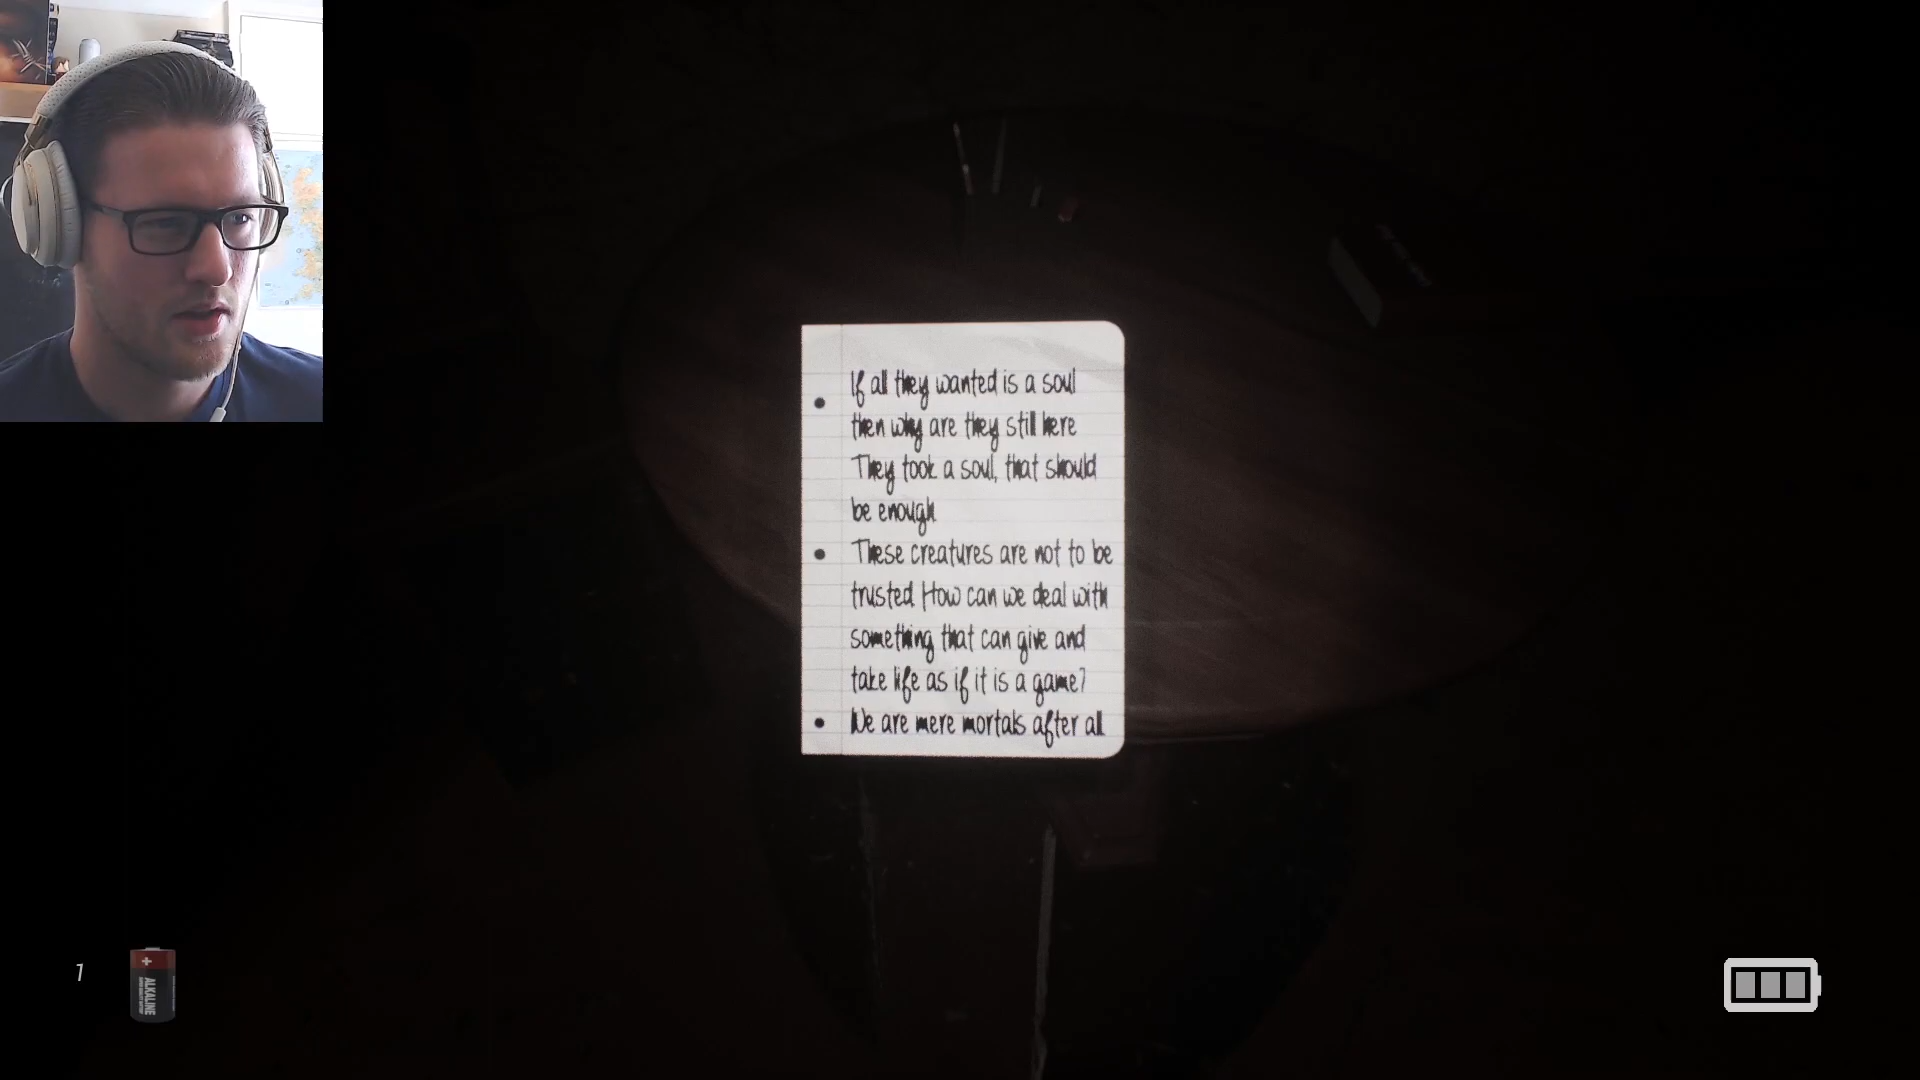 If all they wanted is a soul
then why are they still here
They took a soul, that should
be enough
These creatures are not to be
trusted How can we deal with
something that can give and
take life as if it is a game?
We are mere mortals after all
1
ALKALINE